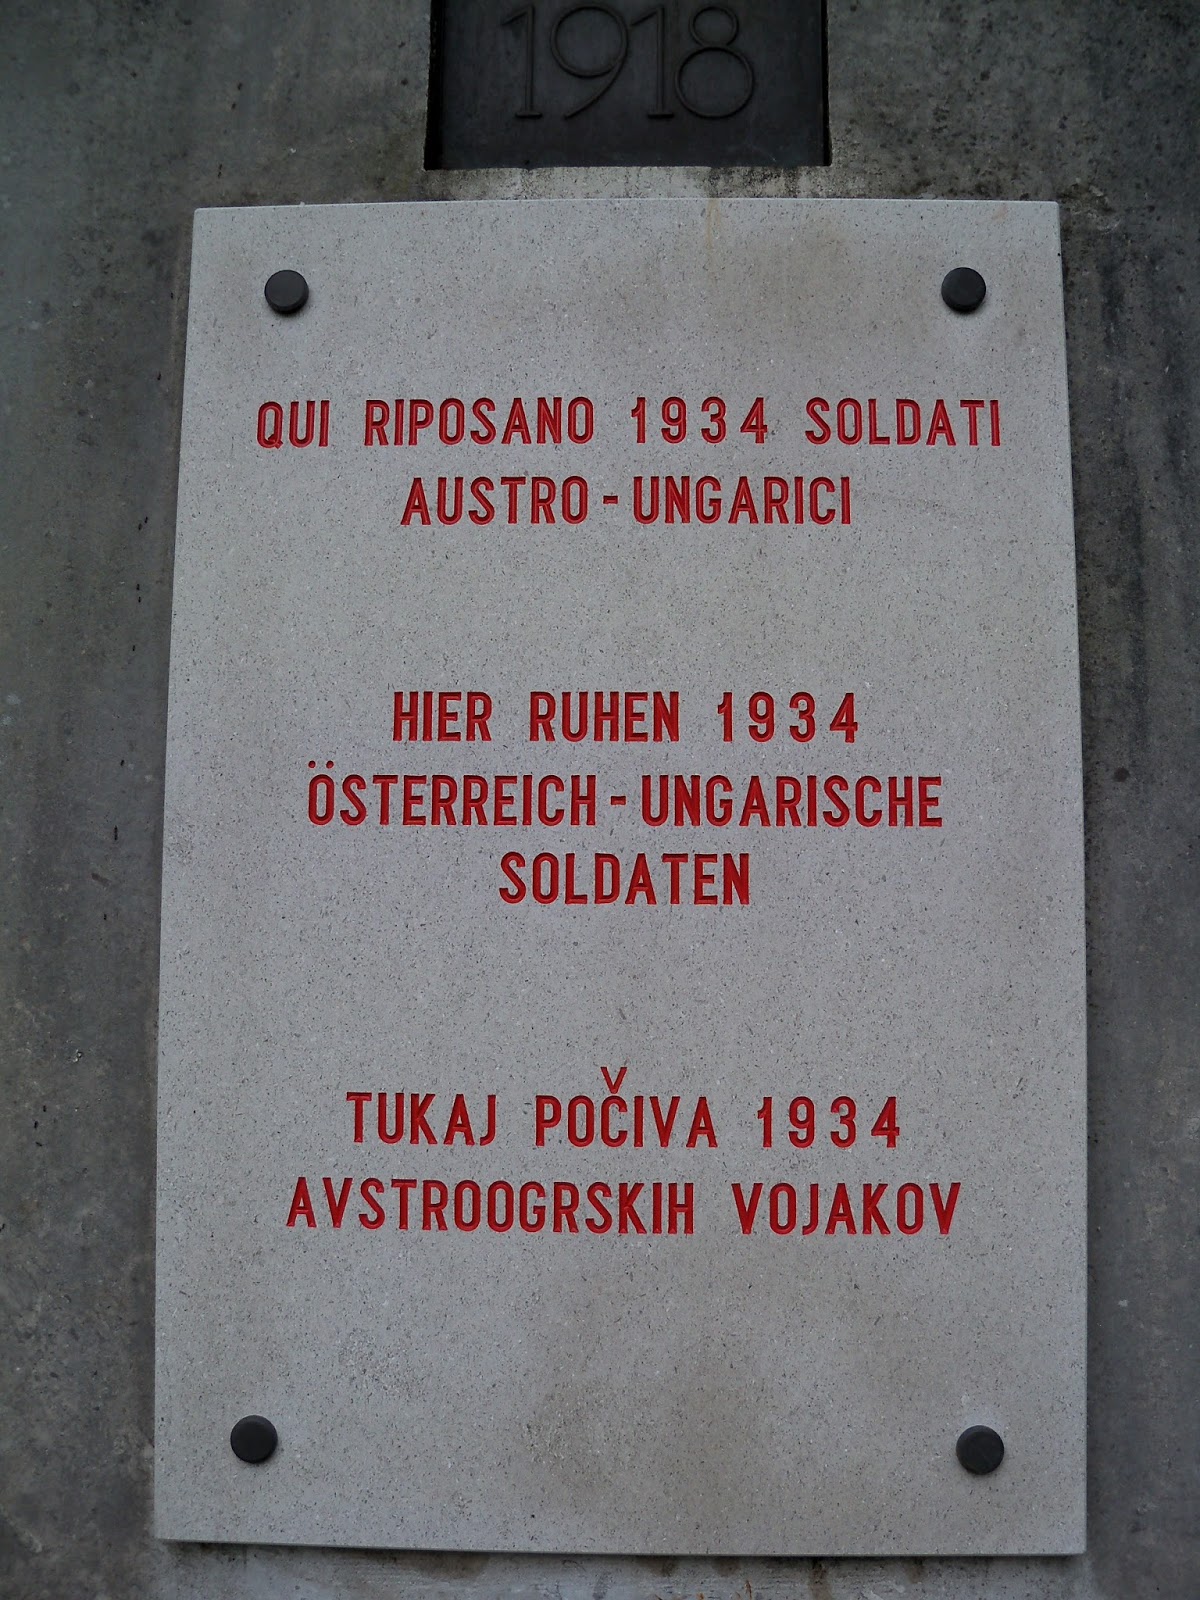 1918
QUI RIPOSANO 1934 SOLDATI
AUSTRO-UNGARICI
HIER RUHEN 1934
ÖSTERREICH-UNGARISCHE
SOLDATEN
TUKAJ POČIVA 1934
AVSTROOGRSKIH VOJAKOV